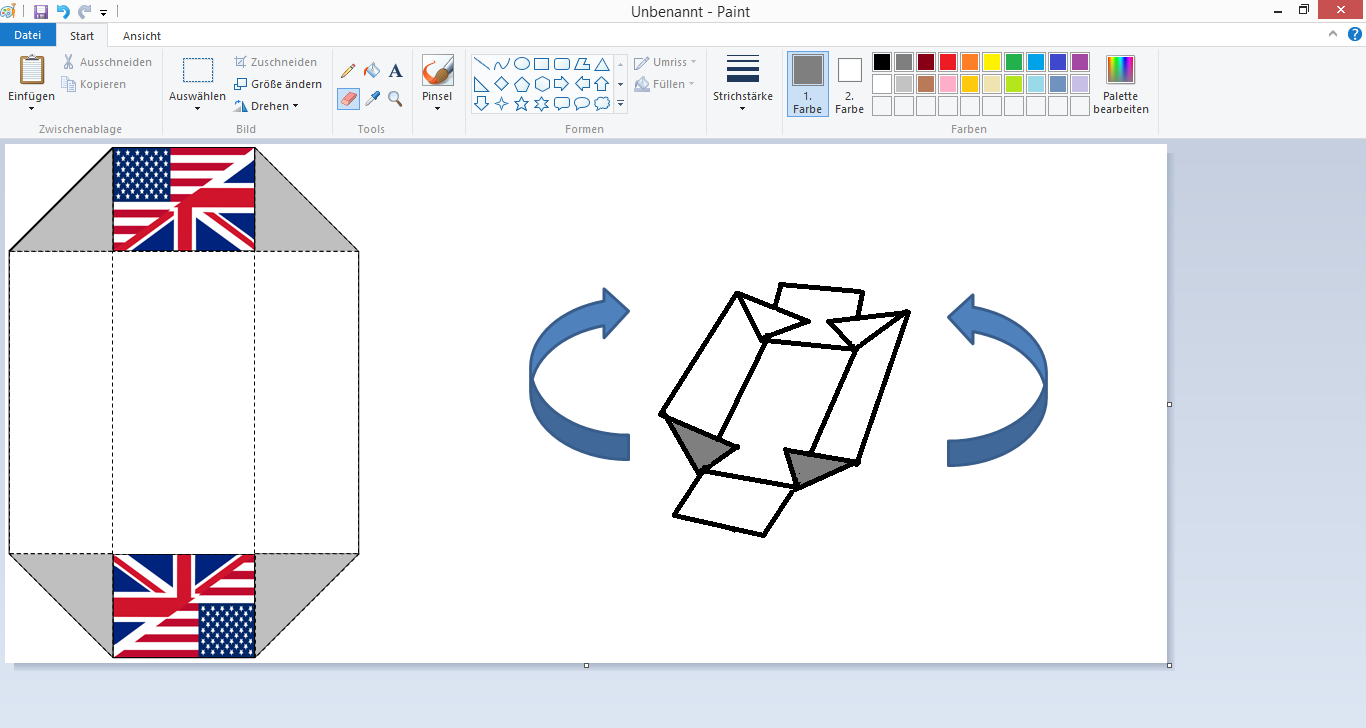 Unbenannt - Paint
Datei Start Ansicht
Einfügen
Ausschneiden
Kopieren
Zwischenablage
Auswählen
Zuschneiden
Größe ändern
Drehen
Bild
A
Tools
Pinsel
Formen
Umriss
Füllen
Strichstärke
1.
Farbe
2.
Farbe
Palette
bearbeiten
Farben